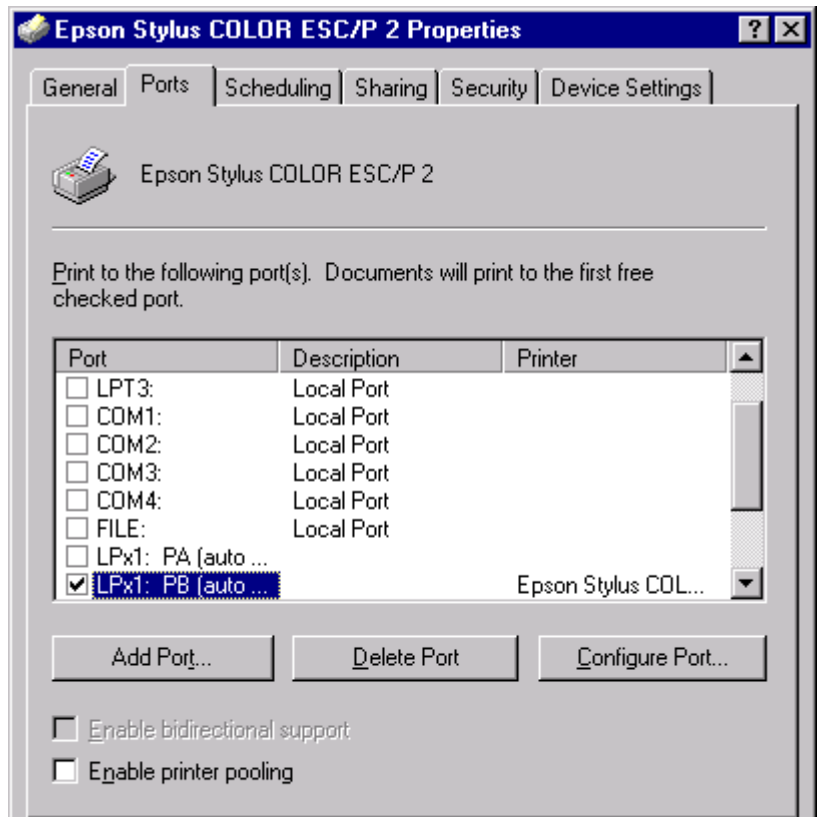 Epson Stylus COLOR ESC/P 2 Properties
General Ports Scheduling Sharing Security Device Settings
Epson Stylus COLOR ESC/P 2
Print to the following port(s). Documents will print to the first free
checked port.
Port Description Printer
LPT3: Local Port
COM1: Local Port
COM2: Local Port
COM3: Local Port
COM4: Local Port
FILE: Local Port
LPx1: PA (auto ...
LPx1: PB (auto ... Epson Stylus COL...
Add Port... Delete Port Configure Port...
Enable bidirectional support
Enable printer pooling